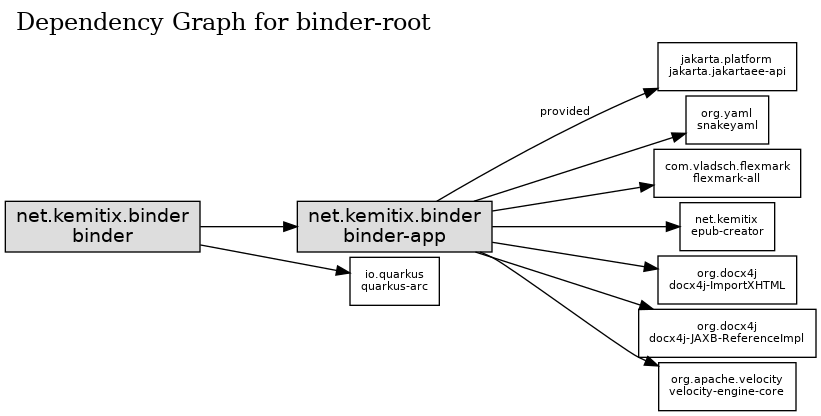 Dependency Graph for binder-root
jakarta.platform
jakarta.jakartaee-api
provided
org.yaml
snakeyaml
com.vladsch.flexmark
flexmark-all
net.kemitix.binder
binder
net.kemitix.binder
binder-app
net.kemitix
epub-creator
io.quarkus
quarkus-arc
org.docx4j
docx4j-ImportXHTML
org.docx4j
docx4j-JAXB-ReferenceImpl
org.apache.velocity
velocity-engine-core